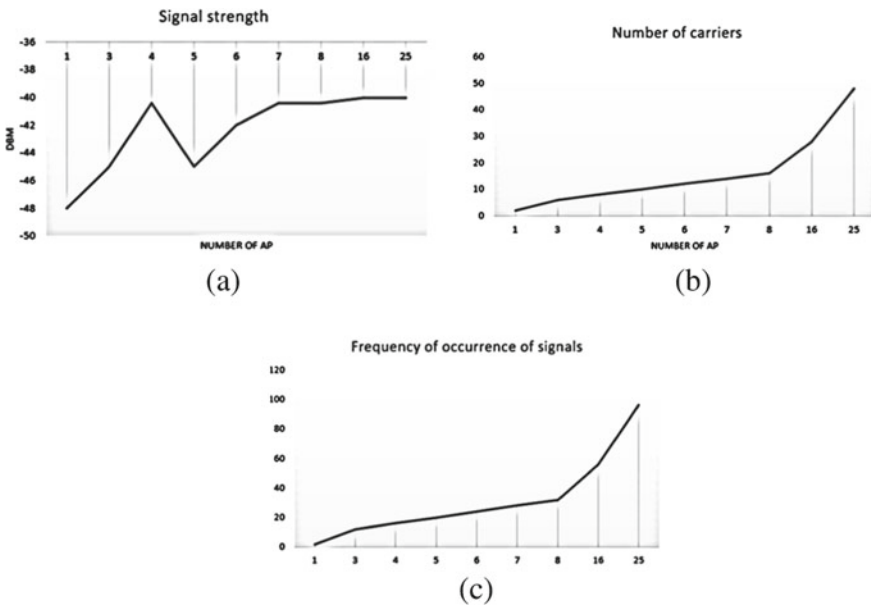 Signal strength
-36
1 3 4 5 6 7 8 16 25
-38
-40
-42
-44
-46
-48
-50
DBM
NUMBER OF AP
(a)
Number of carriers
60
50
40
30
20
10
0
1 3 4 5 6 7 8 16 25
NUMBER OF AP
(b)
Frequency of occurrence of signals
120
100
80
60
40
20
0
1 3 4 5 6 7 8 16 25
(c)